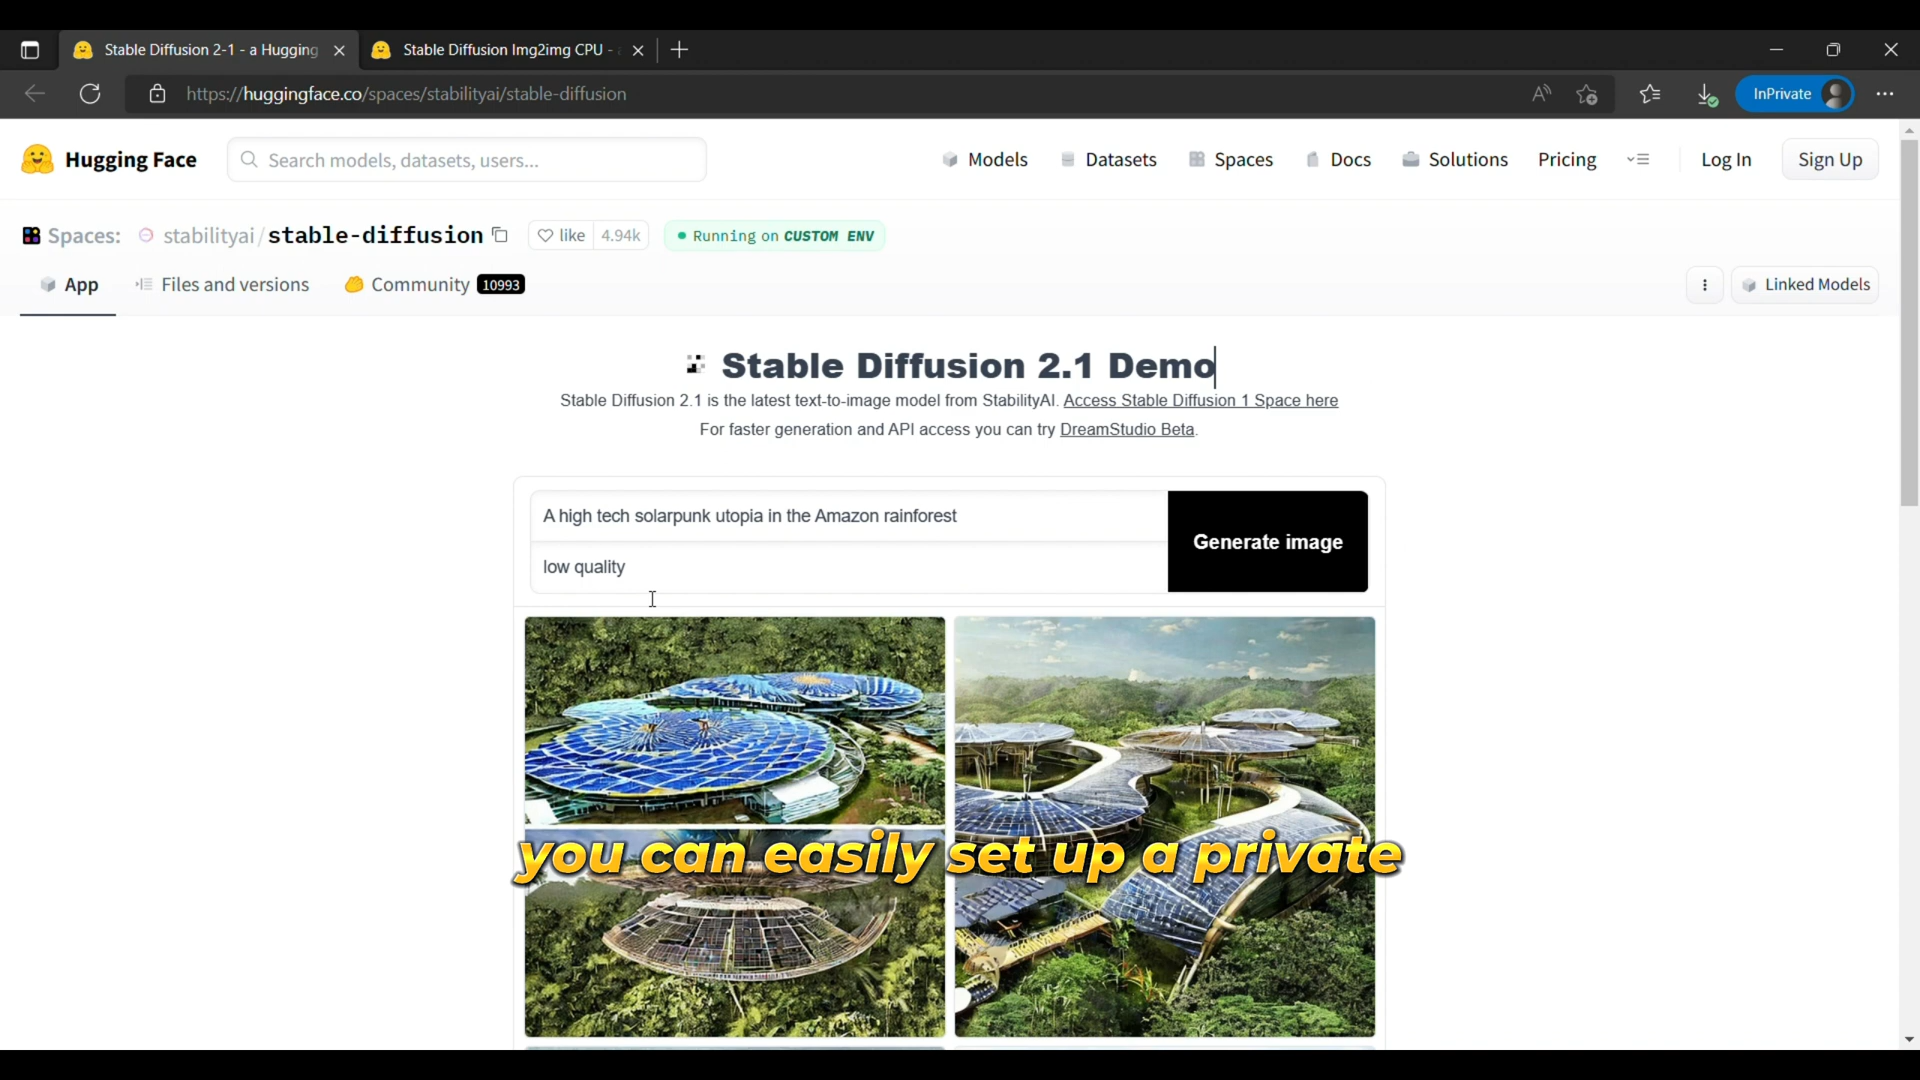 Stable Diffusion 2-1 - a Hugging
Stable Diffusion Img2img CPU -
https://huggingface.co/spaces/stabilityai/stable-diffusion
InPrivate
Hugging Face
Search models, datasets, users...
Models
Datasets
Spaces
Docs
Solutions
Pricing
Log In
Sign Up
Spaces:
stabilityai/stable-diffusion
like
4.94k
Running on CUSTOM ENV
App
Files and versions
Community 10993
Linked Models
Stable Diffusion 2.1 Demo
Stable Diffusion 2.1 is the latest text-to-image model from StabilityAI. Access Stable Diffusion 1 Space here
For faster generation and API access you can try DreamStudio Beta.
A high tech solarpunk utopia in the Amazon rainforest
low quality
Generate image
you can easily set up a private